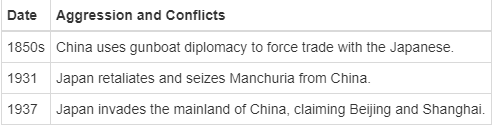 Date Aggression and Conflicts
1850s China uses gunboat diplomacy to force trade with the Japanese.
1931 Japan retaliates and seizes Manchuria from China.
1937 Japan invades the mainland of China, claiming Beijing and Shanghai.